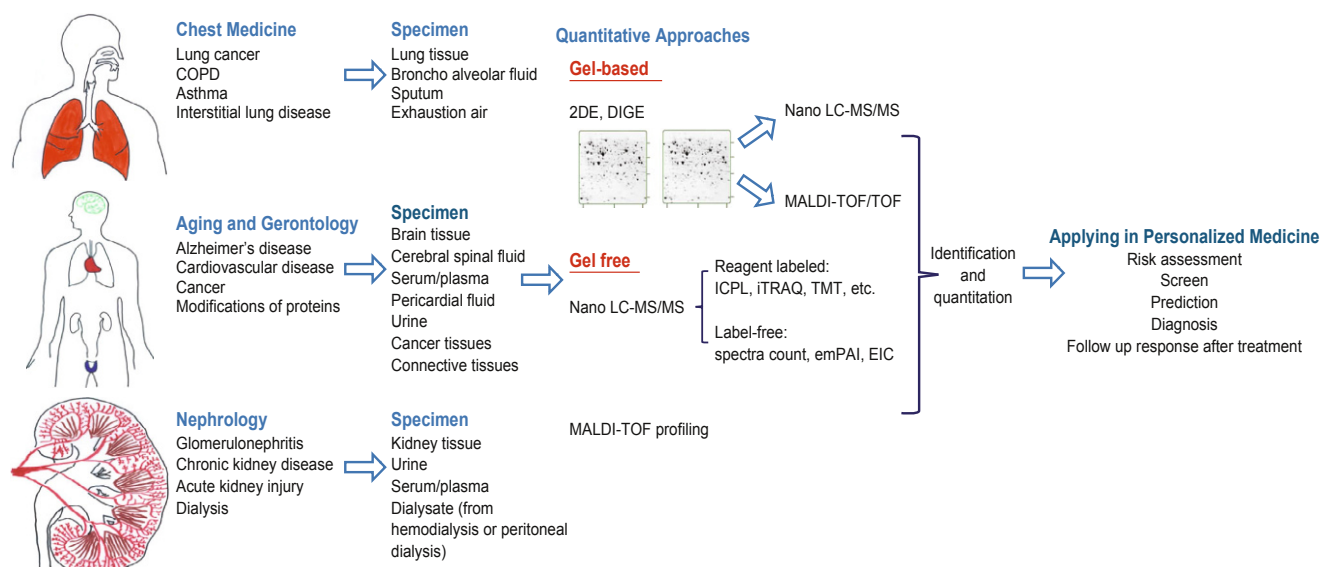 Chest Medicine
Lung cancer
COPD
Asthma
Interstitial lung disease
Specimen
Lung tissue
Broncho alveolar fluid
Sputum
Exhaustion air
Aging and Gerontology
Alzheimer's disease
Cardiovascular disease
Cancer
Modifications of proteins
Specimen
Brain tissue
Cerebral spinal fluid
Serum/plasma
Pericardial fluid
Urine
Cancer tissues
Connective tissues
Nephrology
Glomerulonephritis
Chronic kidney disease
Acute kidney injury
Dialysis
Specimen
Kidney tissue
Urine
Serum/plasma
Dialysate (from
hemodialysis or peritoneal
dialysis)
Quantitative Approaches
Gel-based
2DE, DIGE
Nano LC-MS/MS
MALDI-TOF/TOF
Gel free
Nano LC-MS/MS
Reagent labeled:
ICPL, iTRAQ, TMT, etc.
Label-free:
spectra count, emPAI, EIC
MALDI-TOF profiling
Identification
and
quantitation
Applying in Personalized Medicine
Risk assessment
Screen
Prediction
Diagnosis
Follow up response after treatment